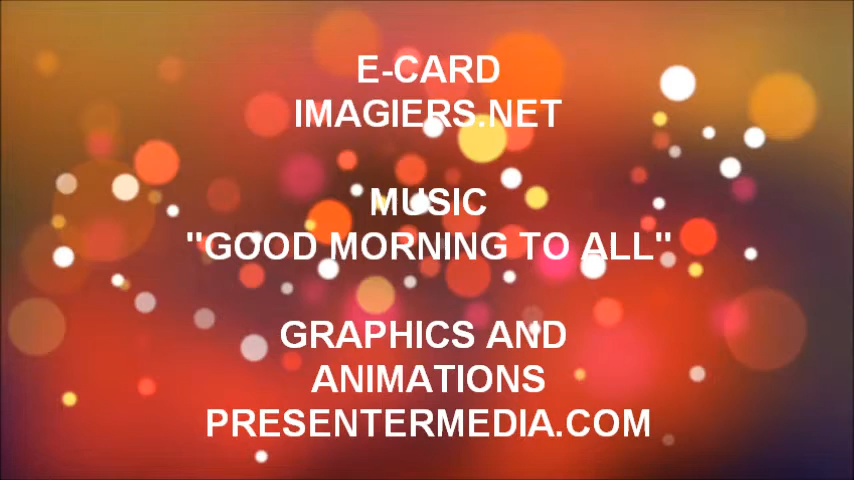 E-CARD
IMAGIERS.NET
MUSIC
"GOOD MORNING TO ALL"
GRAPHICS AND
ANIMATIONS
PRESENTERMEDIA.COM